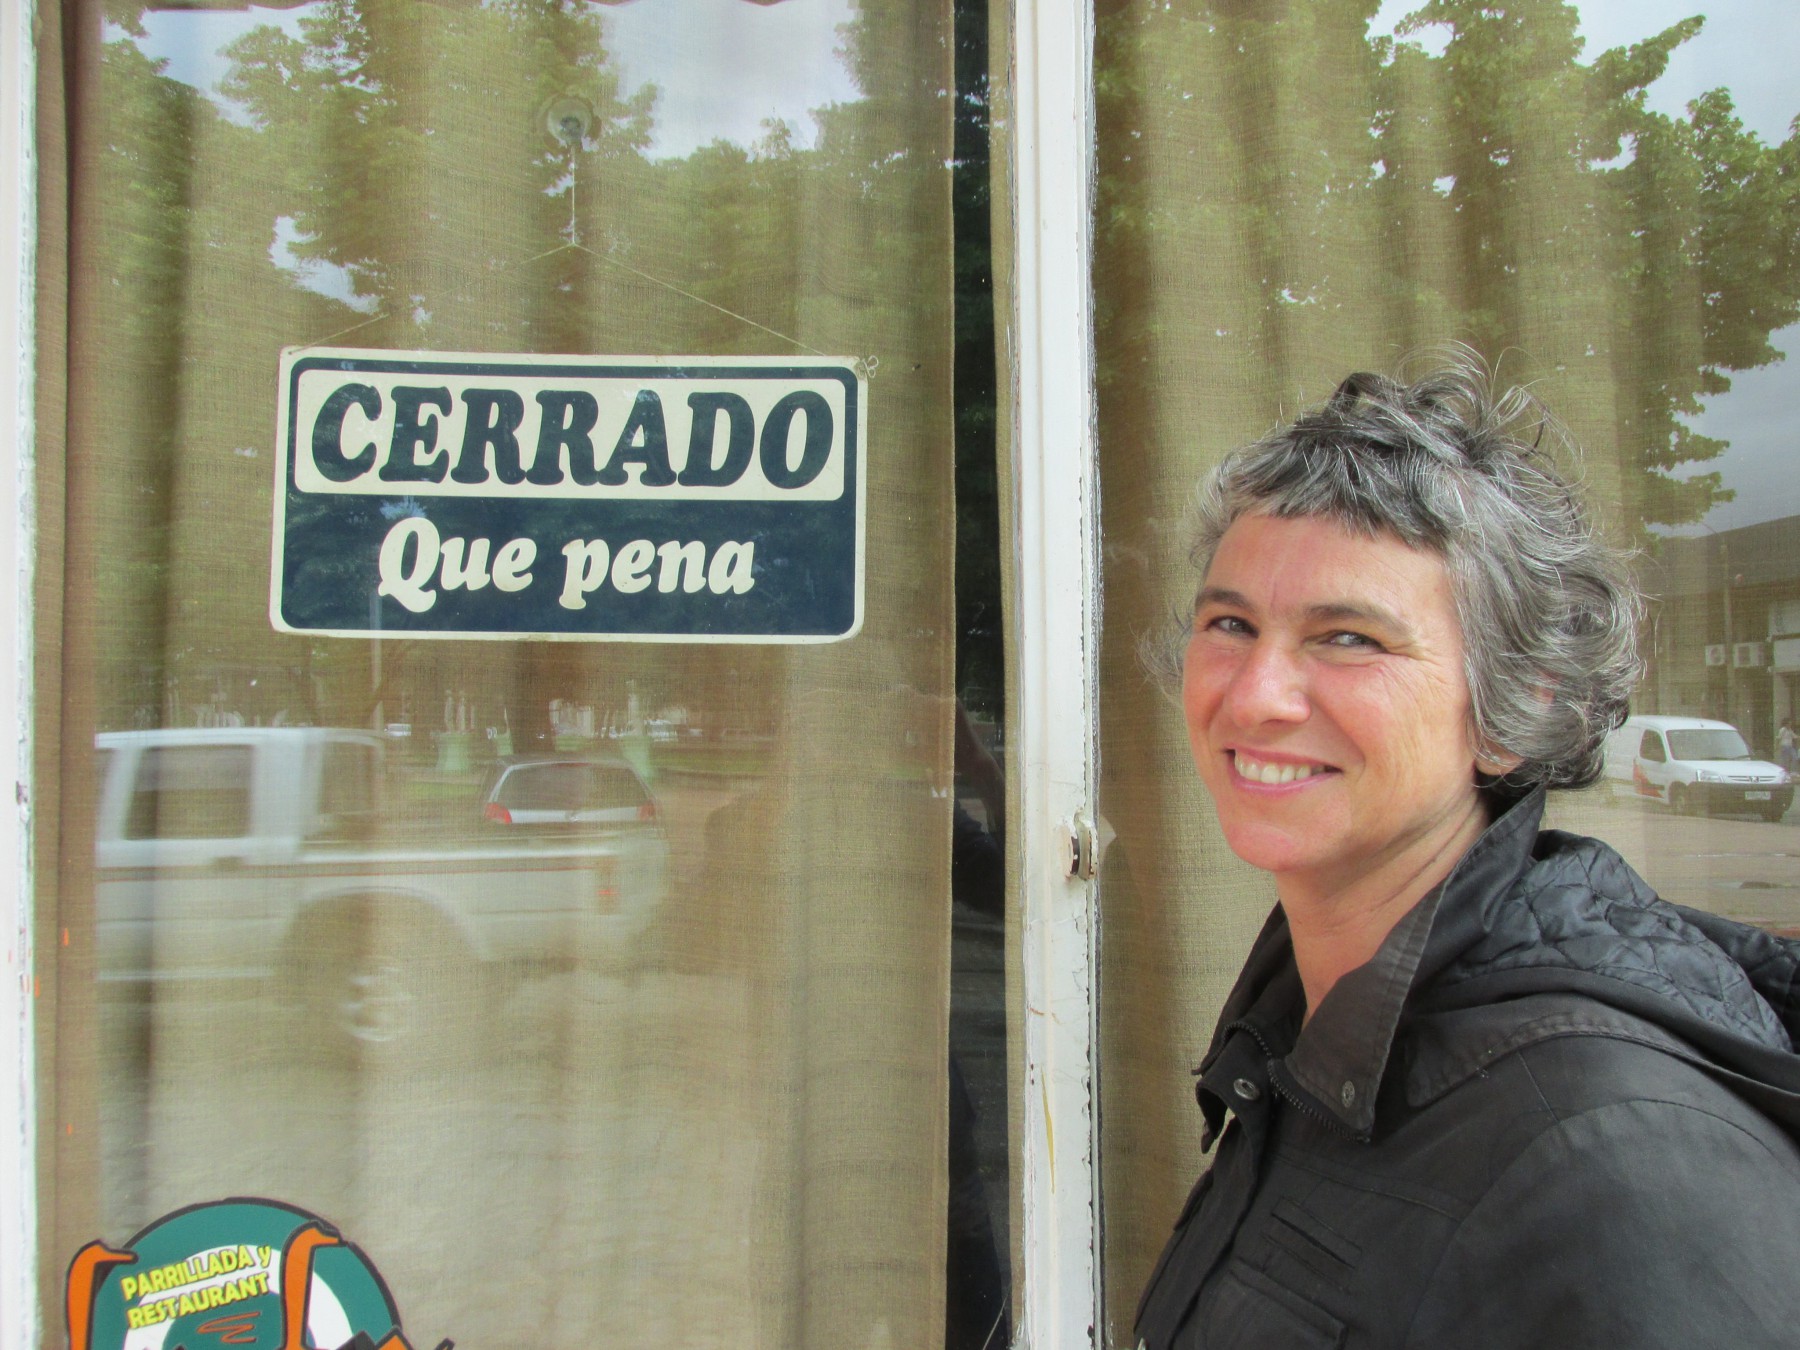 CERRADO
Que pena
PARRILLADA y
RESTAURANT